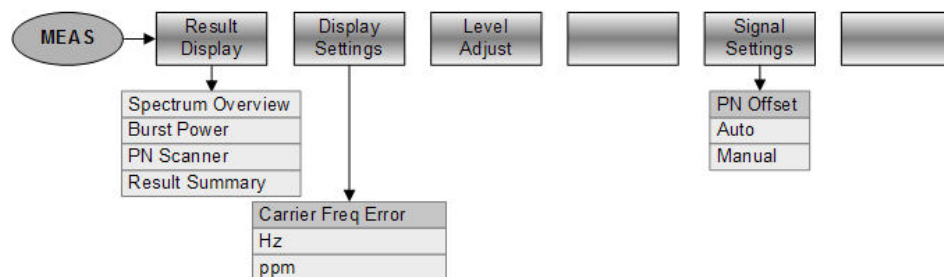 MEAS
Result
Display
Display
Settings
Level
Adjust
Signal
Settings
Spectrum Overview
Burst Power
PN Scanner
Result Summary
Carrier Freq Error
Hz
ppm
PN Offset
Auto
Manual